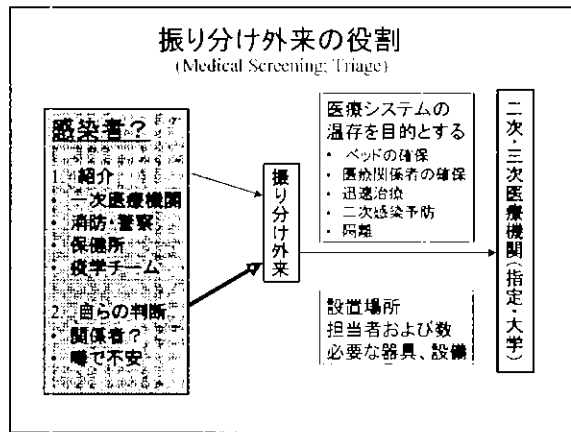 振り分け外来の役割
(Medical Screening; Triage)
感染者？
1. 紹介
• 一次医療機関
• 消防・警察
• 保健所
• 疫学チーム
2. 自らの判断
• 関係者？
• 噂で不安
振り分け外来
医療システムの
温存を目的とする
• ベッドの確保
• 医療関係者の確保
• 迅速治療
• 二次感染予防
• 隔離
設置場所
担当者および数
必要な器具、設備
二次・三次医療機関(指定・大学)